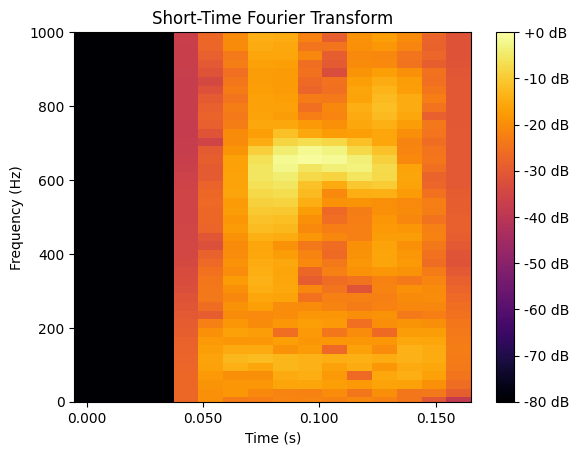 Short-Time Fourier Transform
1000
800
600
400
200
0
Frequency (Hz)
0.000
0.050
0.100
0.150
Time (s)
+0 dB
-10 dB
-20 dB
-30 dB
-40 dB
-50 dB
-60 dB
-70 dB
-80 dB